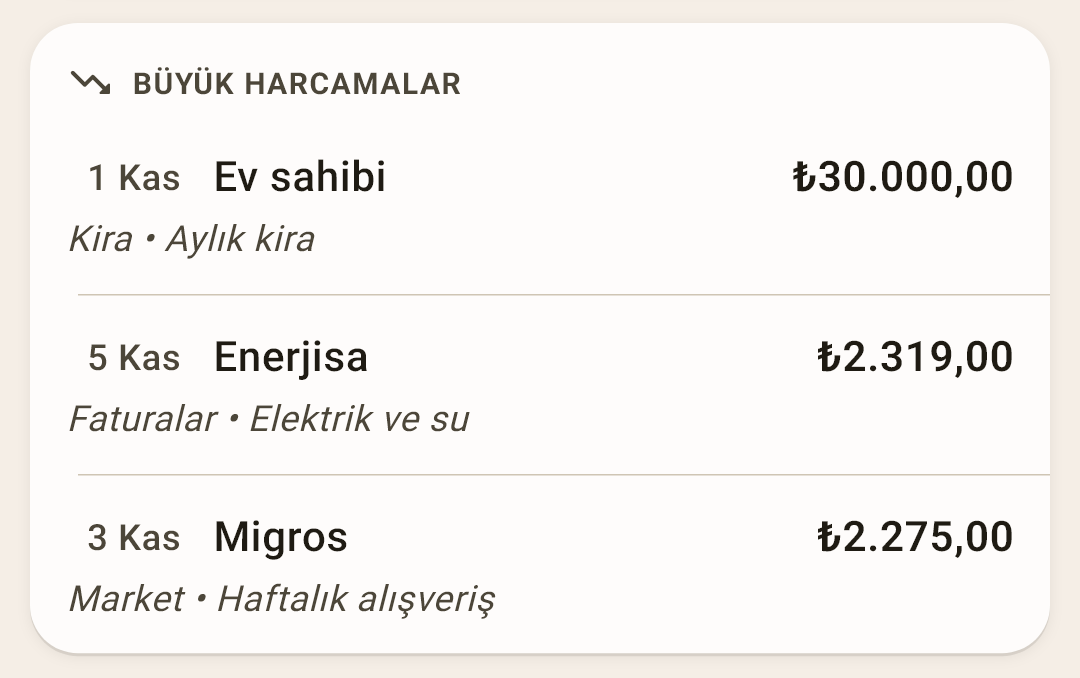 BÜYÜK HARCAMALAR
1 Kas Ev sahibi ₺30.000,00
Kira • Aylık kira
5 Kas Enerjisa ₺2.319,00
Faturalar • Elektrik ve su
3 Kas Migros ₺2.275,00
Market • Haftalık alışveriş